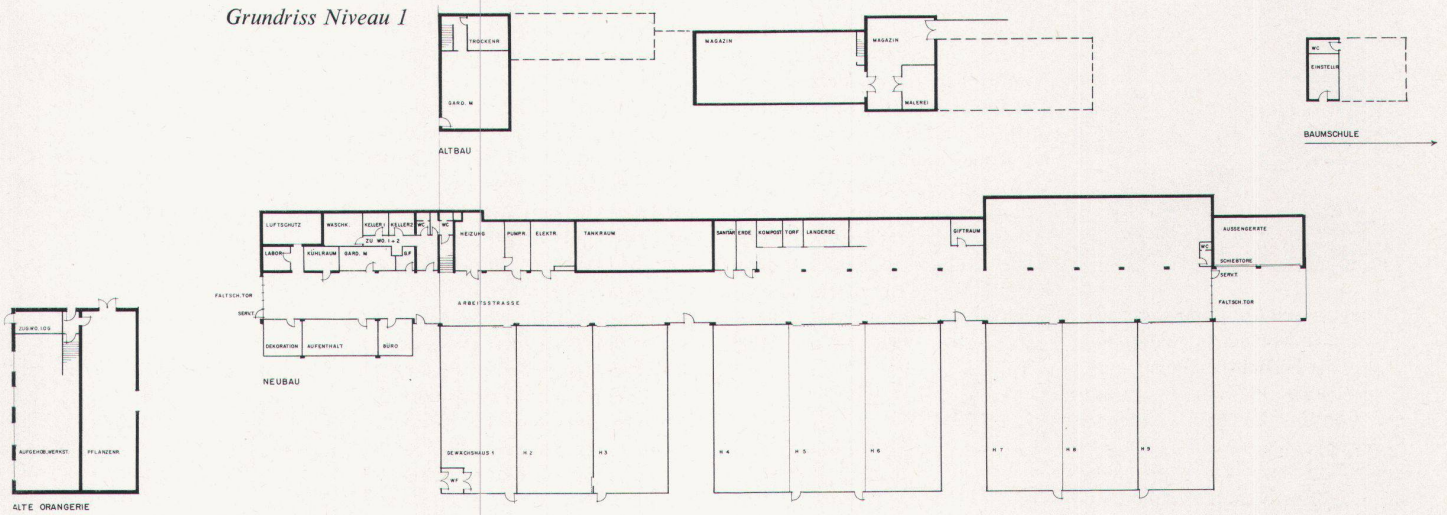 Grundriss Niveau 1
TROCKENR.
GARD. M
ALTBAU
MAGAZIN
MAGAZIN
MALEREI
WC
EINSTELLR.
BAUMSCHULE
LUFTSCHUTZ
WASCHK.
KELLER 1
KELLER 2
WC
WC
ZU WO. 1+2
LABOR
KÜHLRAUM
GARD. M
HEIZUNG
PUMPR.
ELEKTR.
TANKRAUM
SANITÄR
ERDE
KOMPOST
TORF
LANDERDE
GIFTRAUM
WC
AUSSENGERÄTE
SCHIEBTORE
SERVT.
FALTSCH. TOR
FALTSCH. TOR
SERVT.
ARBEITSSTRASSE
DEKORATION
AUFENTHALT
BÜRO
NEUBAU
GEWÄCHSHAUS 1
H 2
H 3
H 4
H 5
H 6
H 7
H 8
H 9
WF
AUFGEHOB. WERKST.
PFLANZENR.
ALTE ORANGERIE